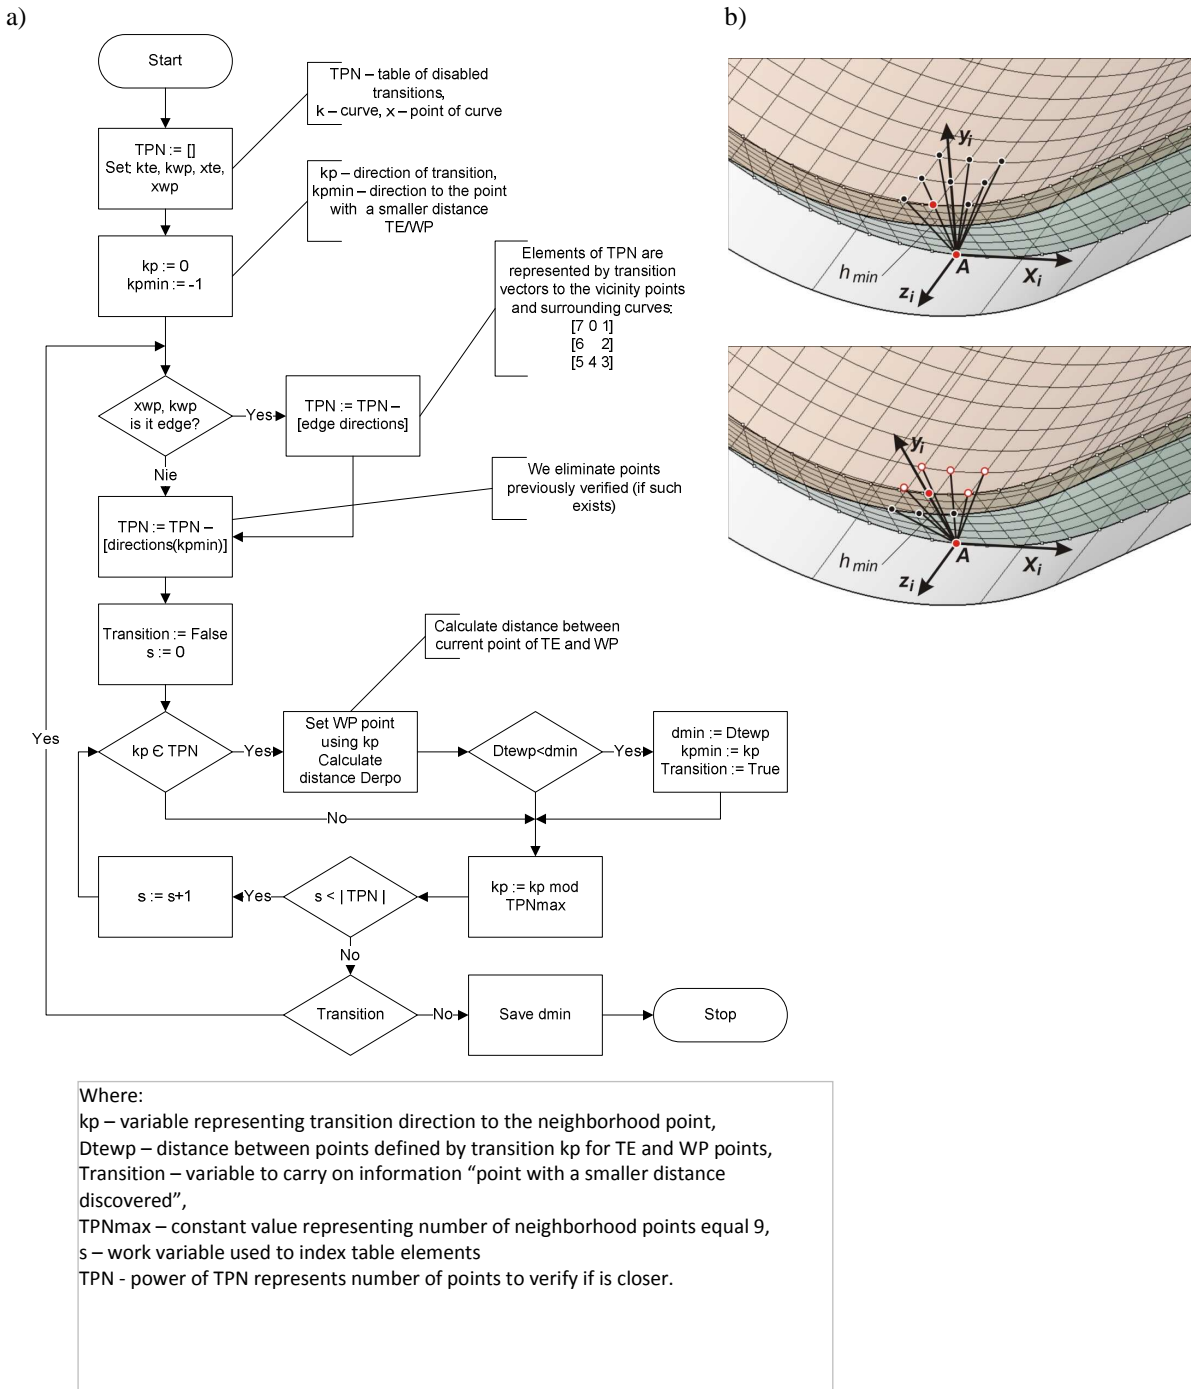 a)
b)
Start
TPN – table of disabled
transitions,
k – curve, x – point of curve
TPN := []
Set: kte, kwp, xte,
xwp
kp – direction of transition,
kpmin – direction to the point
with a smaller distance
TE/WP
kp := 0
kpmin := -1
Elements of TPN are
represented by transition
vectors to the vicinity points
and surrounding curves:
[7 0 1]
[6 2]
[5 4 3]
xwp, kwp
is it edge?
Yes
TPN := TPN –
[edge directions]
Nie
We eliminate points
previously verified (if such
exists)
TPN := TPN –
[directions(kpmin)]
Transition := False
s := 0
Calculate distance between
current point of TE and WP
Yes
kp Є TPN
Yes
Set WP point
using kp
Calculate
distance Derpo
Dtewp<dmin
Yes
dmin := Dtewp
kpmin := kp
Transition := True
No
s := s+1
Yes
s < | TPN |
kp := kp mod
TPNmax
No
Transition
No
Save dmin
Stop
yi
hmin
A
Xi
zi
yi
hmin
A
Xi
zi
Where:
kp – variable representing transition direction to the neighborhood point,
Dtewp – distance between points defined by transition kp for TE and WP points,
Transition – variable to carry on information “point with a smaller distance
discovered”,
TPNmax – constant value representing number of neighborhood points equal 9,
s – work variable used to index table elements
TPN - power of TPN represents number of points to verify if is closer.